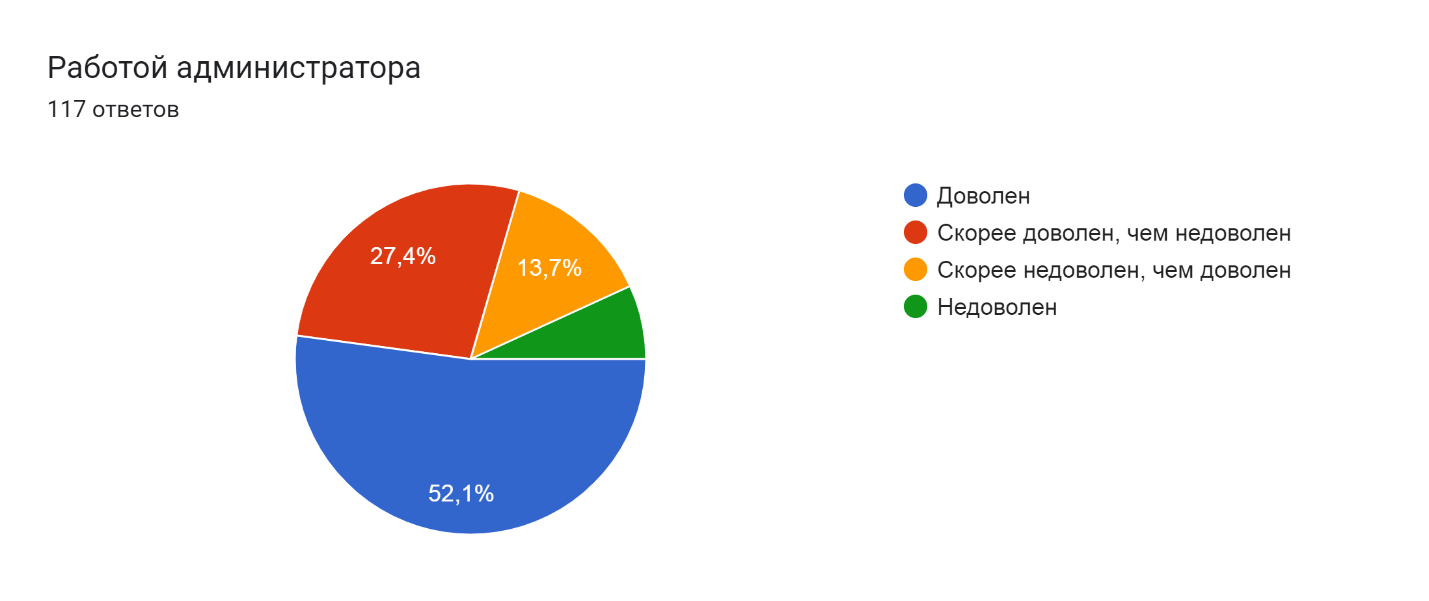 Работой администратора
117 ответов
Доволен
Скорее доволен, чем недоволен
Скорее недоволен, чем доволен
Недоволен
27,4%
13,7%
52,1%